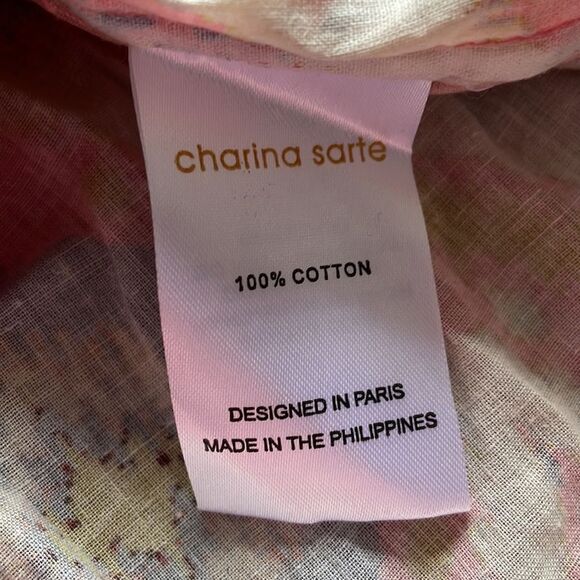 charina sarte
100% COTTON
DESIGNED IN PARIS
MADE IN THE PHILIPPINES